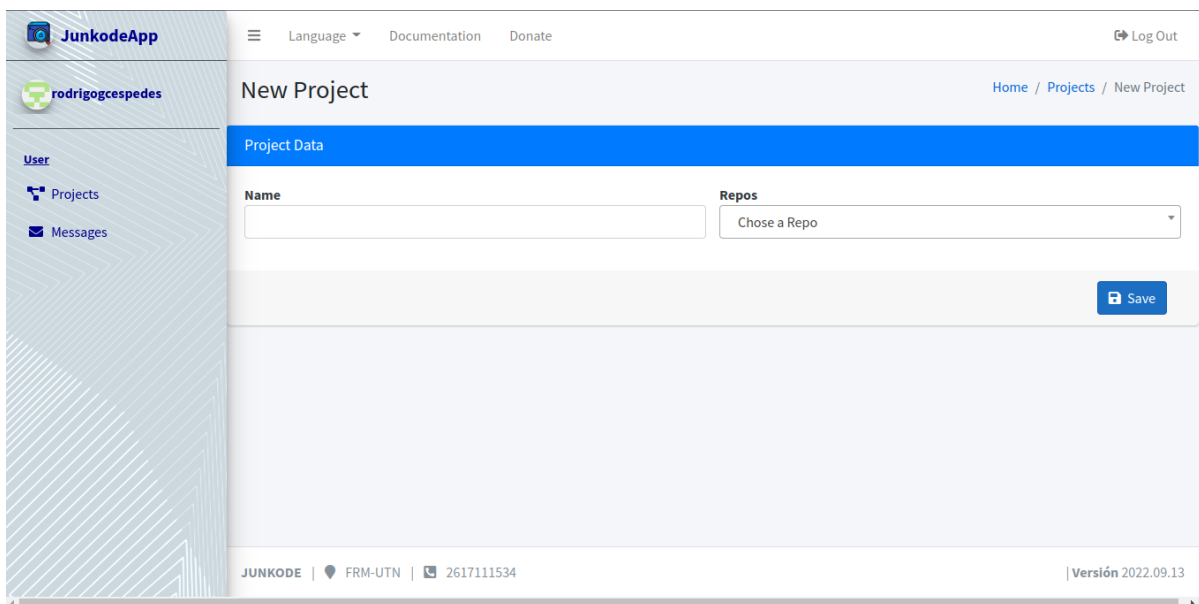 JunkodeApp
Language Documentation Donate Log Out
rodrigogcespedes
New Project
Home / Projects / New Project
User
Projects
Messages
Project Data
Name
Repos
Chose a Repo
Save
JUNKODE | FRM-UTN | 2617111534
| Versión 2022.09.13